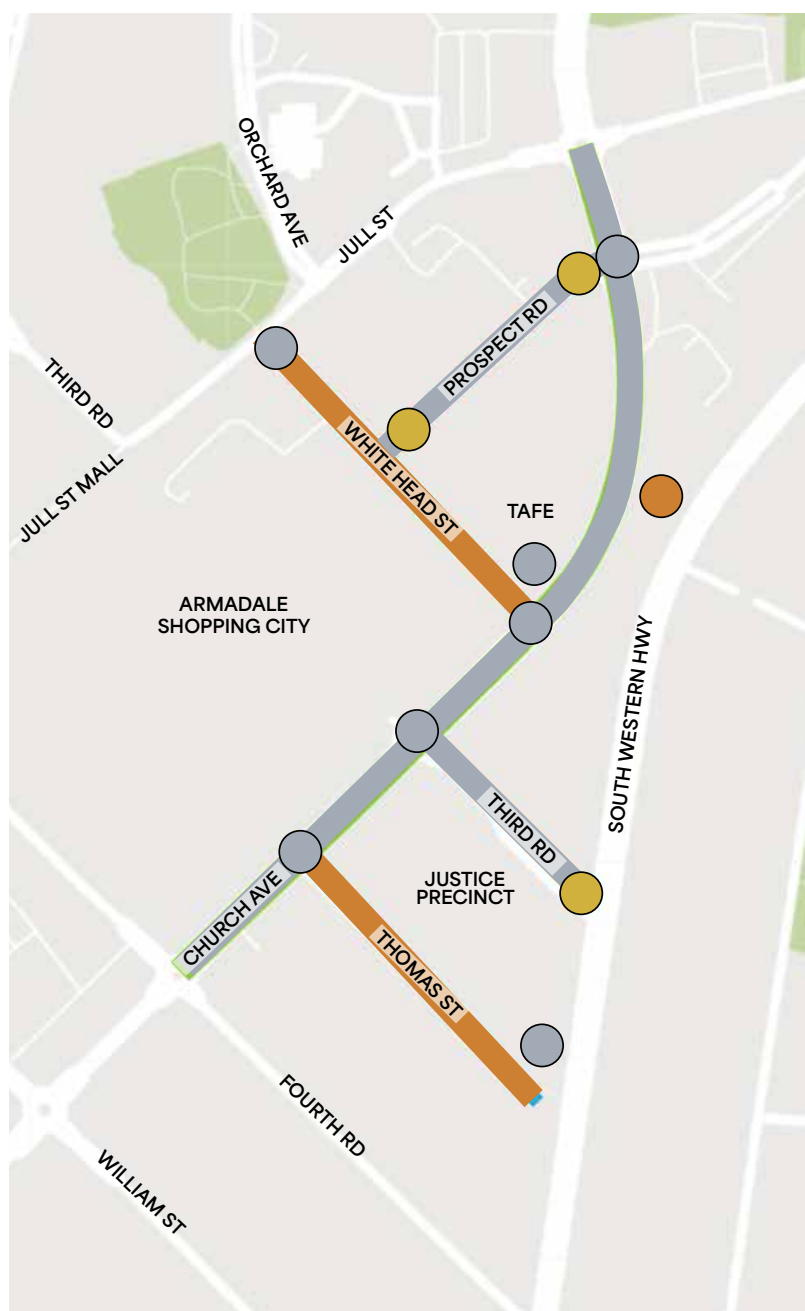 ORCHARD AVE
JULL ST
PROSPECT RD
THIRD RD
WHITE HEAD ST
JULL ST MALL
TAFE
ARMADALE
SHOPPING CITY
SOUTH WESTERN HWY
THIRD RD
JUSTICE
PRECINCT
CHURCH AVE
THOMAS ST
FOURTH RD
WILLIAM ST